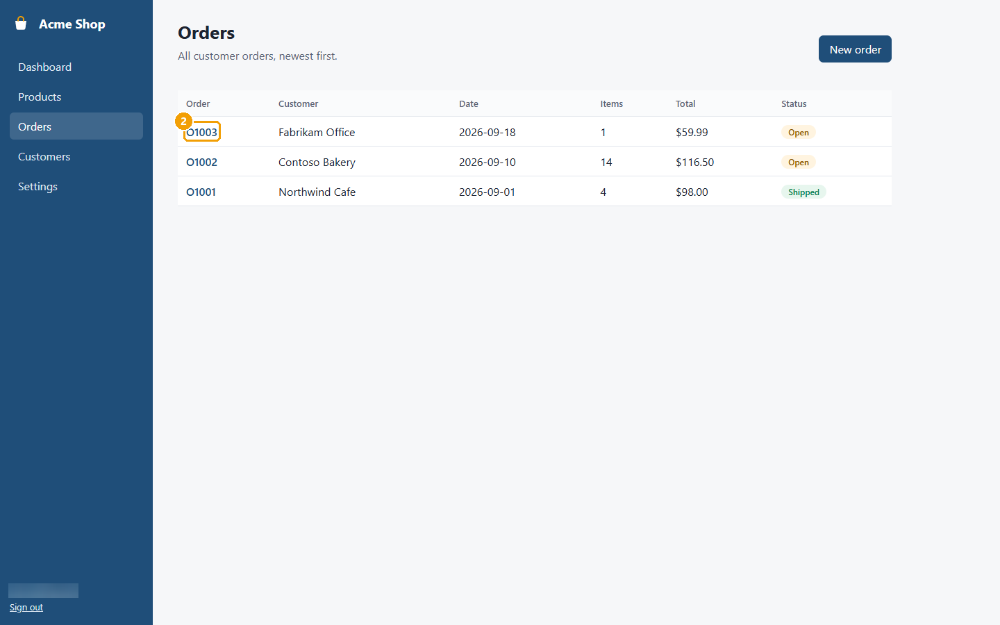 Acme Shop
Dashboard
Products
Orders
Customers
Settings
Sign out
Orders
All customer orders, newest first.
New order
Order Customer Date Items Total Status
2
O1003 Fabrikam Office 2026-09-18 1 $59.99 Open
O1002 Contoso Bakery 2026-09-10 14 $116.50 Open
O1001 Northwind Cafe 2026-09-01 4 $98.00 Shipped